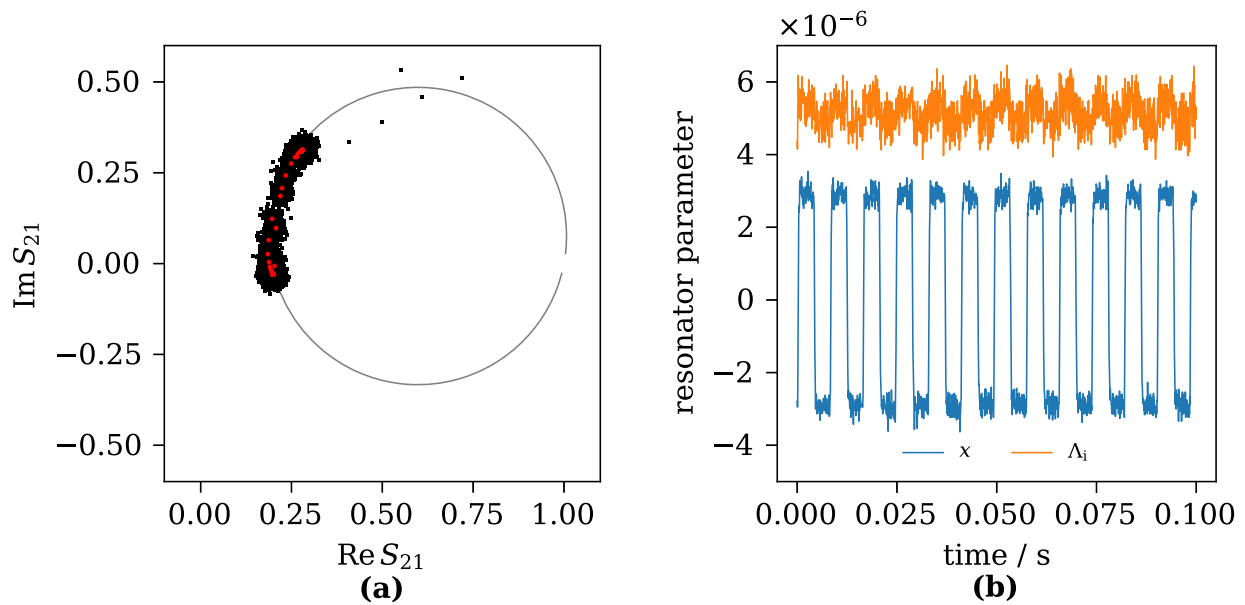 0.50
0.25
0.00
−0.25
−0.50
Im S₂₁
0.00 0.25 0.50 0.75 1.00
Re S₂₁
(a)
×10⁻⁶
6
4
2
0
−2
−4
resonator parameter
x Λᵢ
0.000 0.025 0.050 0.075 0.100
time / s
(b)